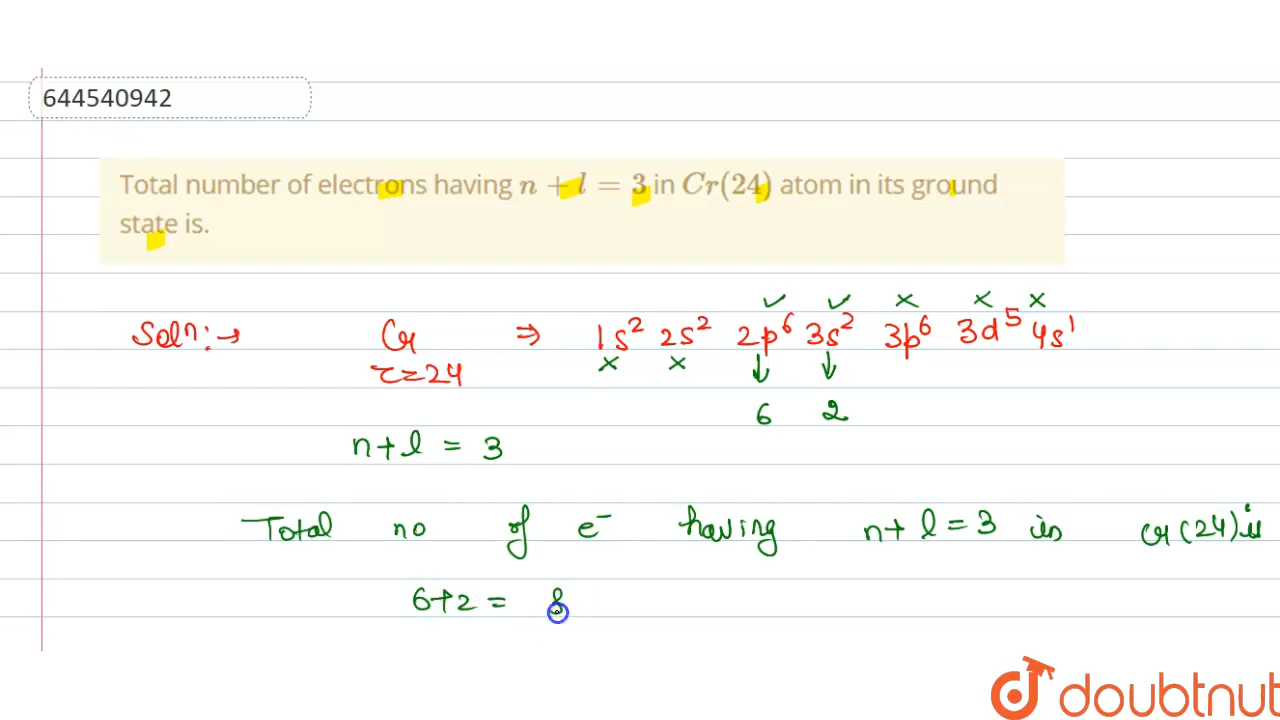 644540942
Total number of electrons having n + l = 3 in Cr(24) atom in its ground
state is.
✓ ✓ × × ×
Soln:→ Cr ⇒ 1s² 2s² 2p⁶ 3s² 3p⁶ 3d⁵ 4s¹
× × ↓ ↓
z=24
6 2
n+l = 3
Total no of e⁻ having n+l=3 in Cr(24) is
6+2 = 8
doubtnut